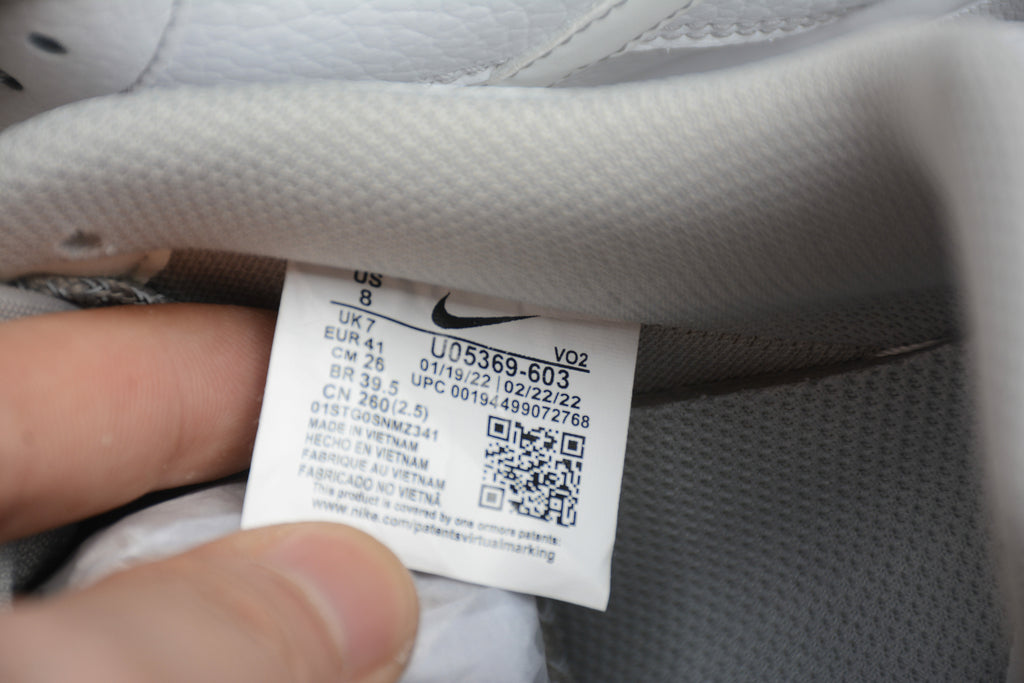 US
8
UK 7
EUR 41
CM 26
BR 39.5
CN 260(2.5)
VO2
U05369-603
01/19/22 | 02/22/22
UPC 00194499072768
01STG0SNMZ341
MADE IN VIETNAM
HECHO EN VIETNAM
FABRIQUE AU VIETNAM
FABRICADO NO VIETNÃ
This product is covered by one ormore patents:
www.nike.com/patentsvirtualmarking